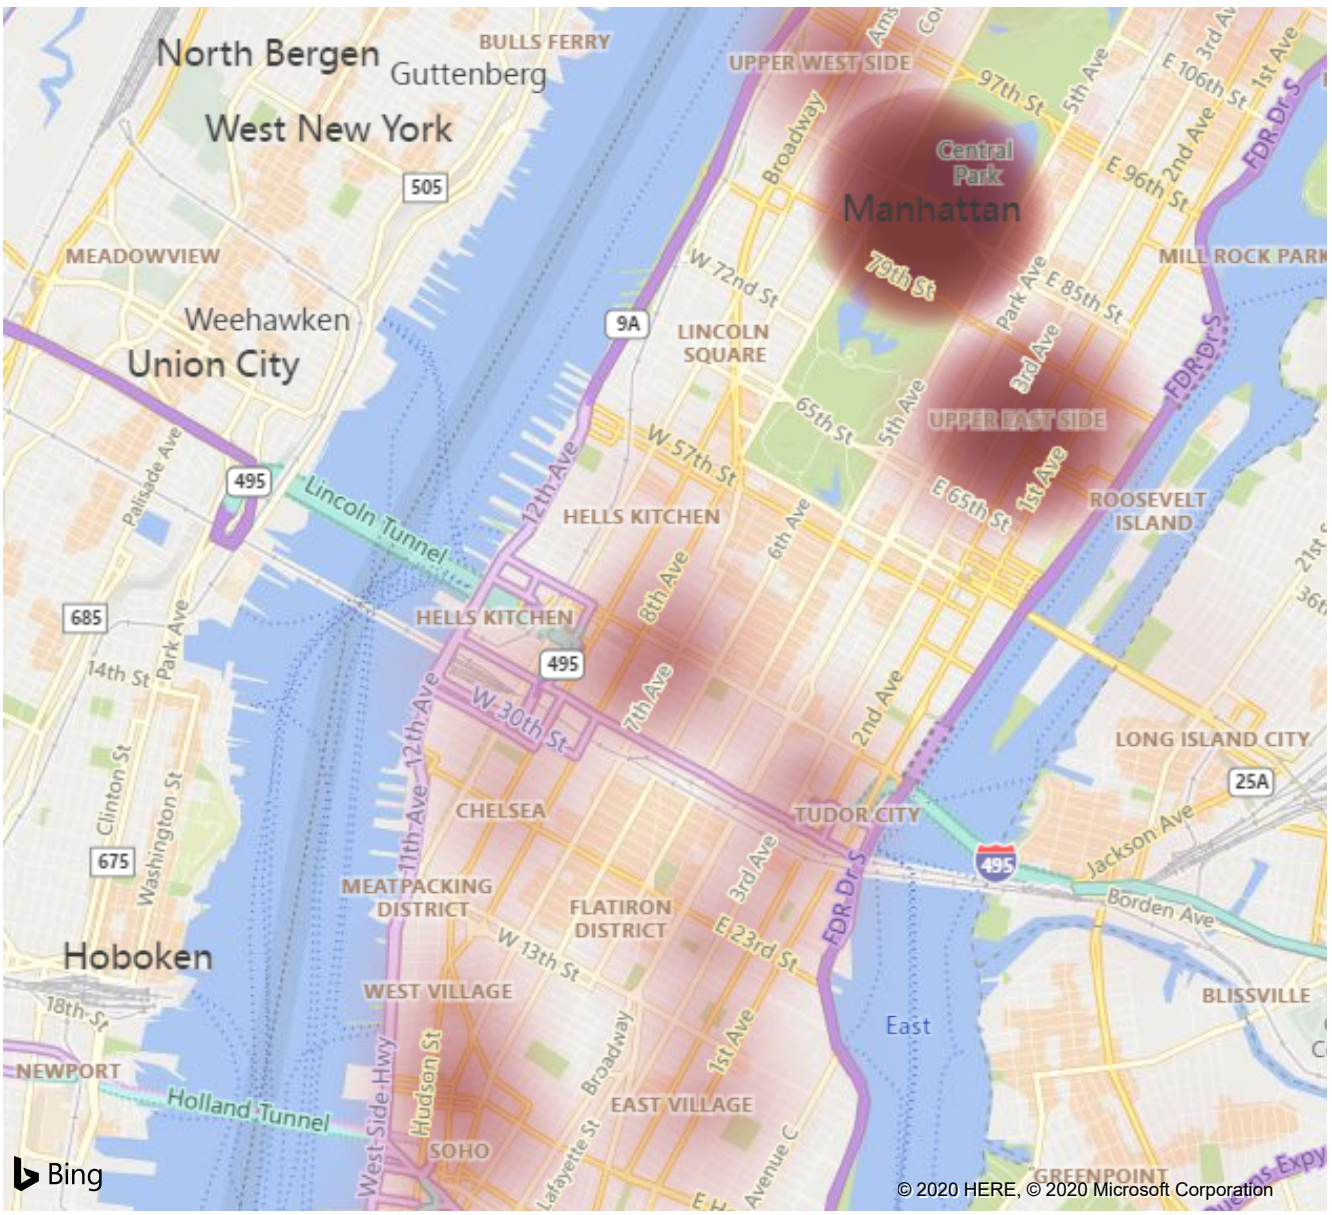 North Bergen
BULLS FERRY
Guttenberg
West New York
505
MEADOWVIEW
Weehawken
Union City
Palisade Ave
495
Lincoln Tunnel
685
14th St
Park Ave
Clinton St
Washington St
675
Hoboken
18th St
NEWPORT
Holland Tunnel
Bing
UPPER WEST SIDE
Broadway
97th St
5th Ave
3rd Av
E 106th St
1st Ave
FDR Dr S
Central
Park
Manhattan
E 96th St
2nd Ave
MILL ROCK PARK
79th St
W 72nd St
Park Ave
E 85th St
9A
LINCOLN
SQUARE
3rd Ave
FDR Dr S
65th St
5th Ave
UPPER EAST SIDE
W 57th St
12th Ave
E 65th St
1st Ave
ROOSEVELT
ISLAND
HELLS KITCHEN
6th Ave
21st S
36th
8th Ave
HELLS KITCHEN
495
7th Ave
W 30th St
12th Ave
2nd Ave
LONG ISLAND CITY
25A
CHELSEA
TUDOR CITY
11th Ave
Jackson Ave
495
Borden Ave
3rd Ave
FDR Dr S
MEATPACKING
DISTRICT
FLATIRON
DISTRICT
E 23rd St
W 13th St
WEST VILLAGE
BLISSVILLE
East
Hudson St
Broadway
1st Ave
EAST VILLAGE
West Side Hwy
SOHO
Lafayette St
Avenue C
E H
GREENPOINT
Queens Expy
© 2020 HERE, © 2020 Microsoft Corporation